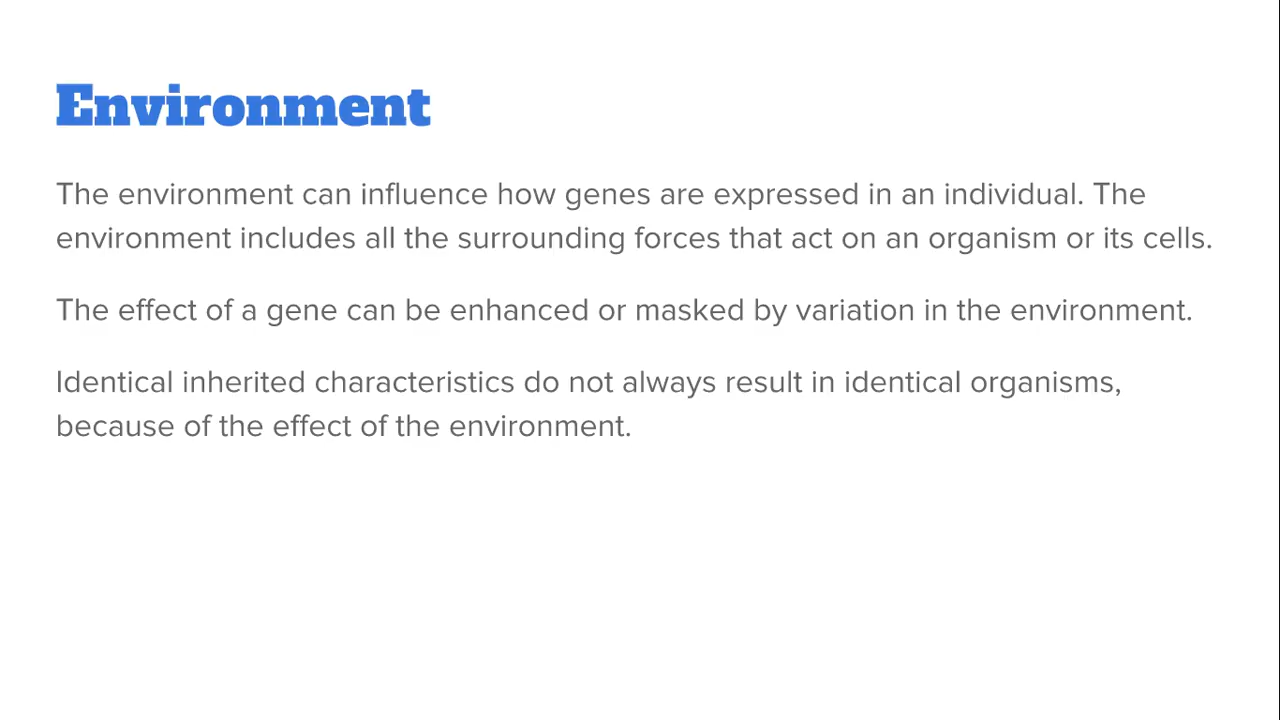 Environment
The environment can influence how genes are expressed in an individual. The
environment includes all the surrounding forces that act on an organism or its cells.
The effect of a gene can be enhanced or masked by variation in the environment.
Identical inherited characteristics do not always result in identical organisms,
because of the effect of the environment.